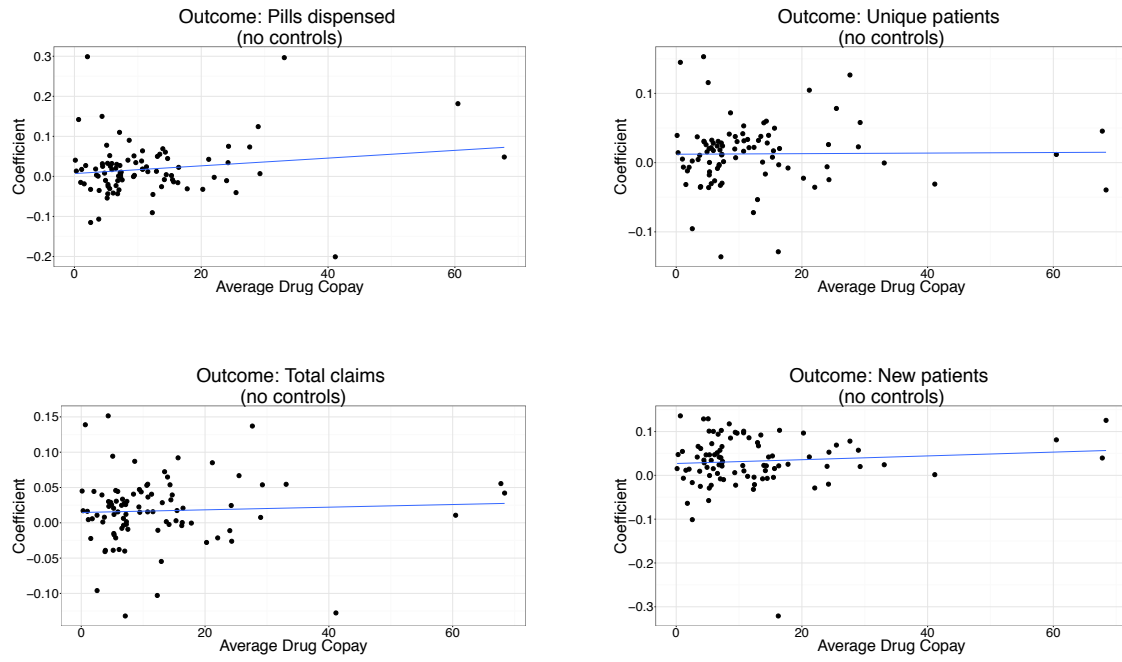 Outcome: Pills dispensed
(no controls)
0.3
0.2
0.1
0.0
−0.1
−0.2
Coefficient
0
20
40
60
Average Drug Copay
Outcome: Unique patients
(no controls)
0.1
0.0
−0.1
Coefficient
0
20
40
60
Average Drug Copay
Outcome: Total claims
(no controls)
0.15
0.10
0.05
0.00
−0.05
−0.10
Coefficient
0
20
40
60
Average Drug Copay
Outcome: New patients
(no controls)
0.1
0.0
−0.1
−0.2
−0.3
Coefficient
0
20
40
60
Average Drug Copay